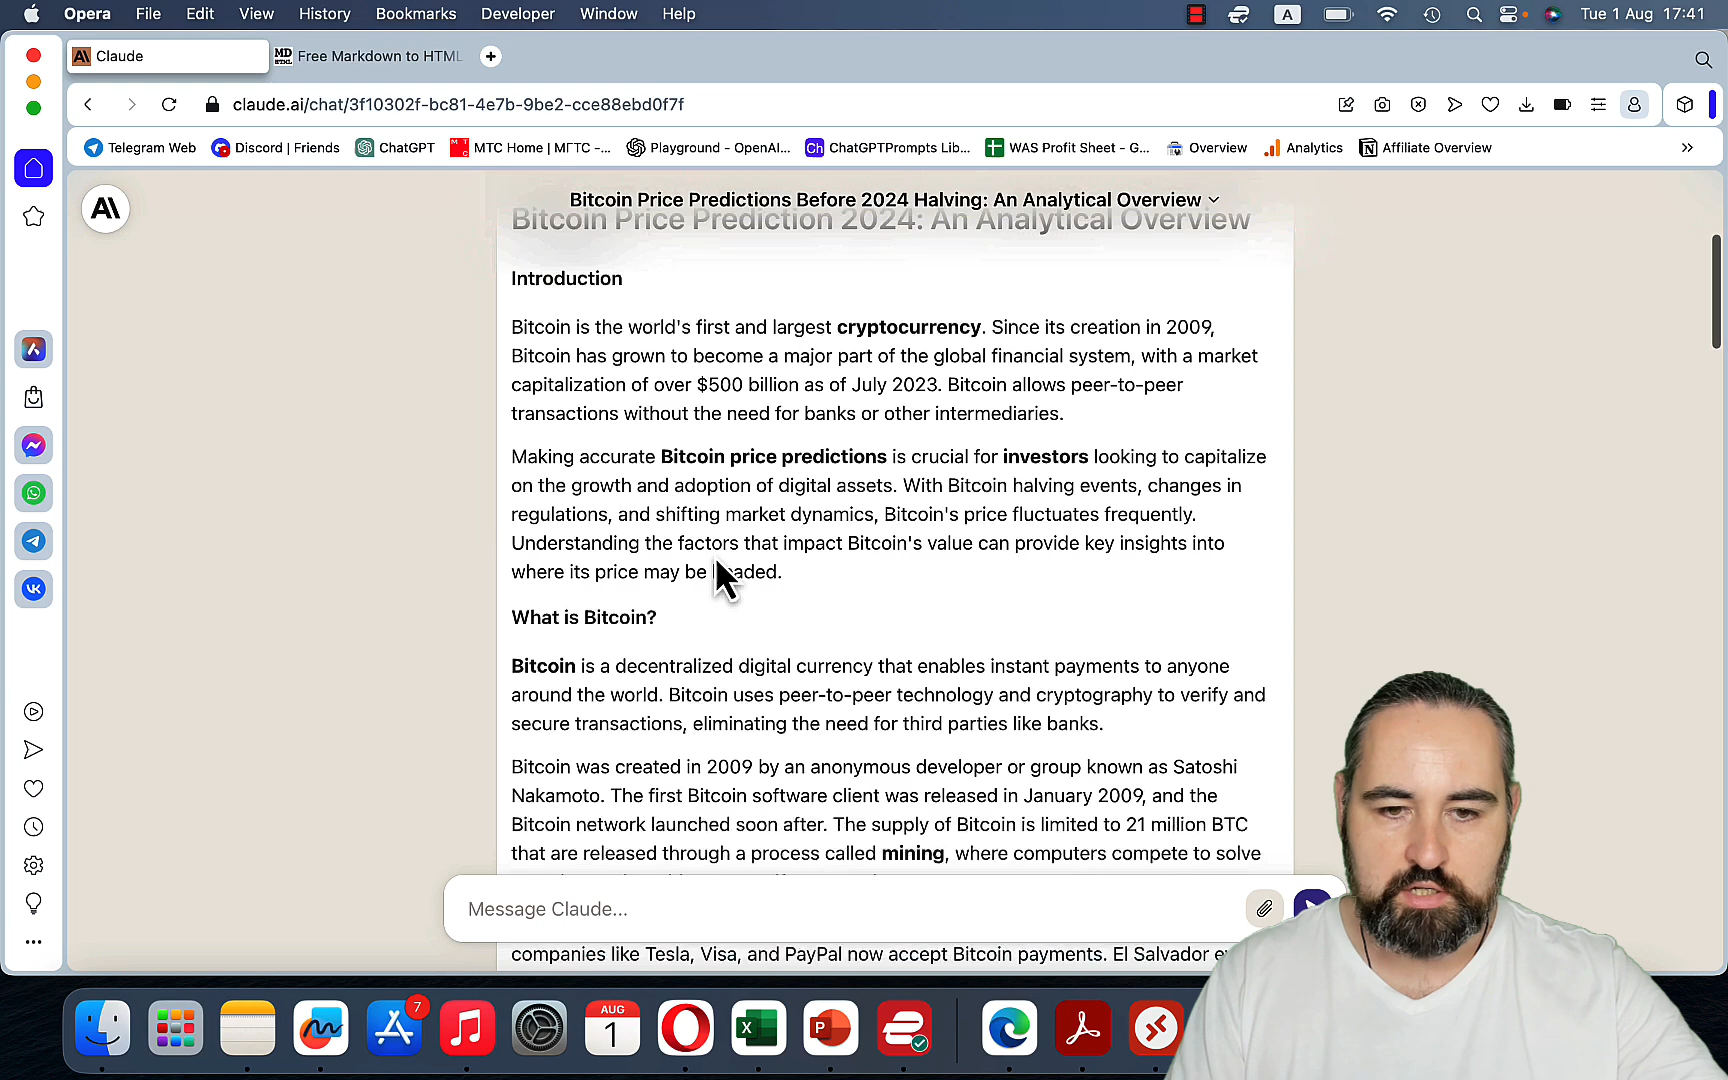 Opera File Edit View History Bookmarks Developer Window Help
A
Tue 1 Aug 17:41
Claude
MD HTML Free Markdown to HTML
claude.ai/chat/3f10302f-bc81-4e7b-9be2-cce88ebd0f7f
Telegram Web
Discord | Friends
ChatGPT
MTC Home | МГТС -...
Playground - OpenAI...
Ch ChatGPTPrompts Lib...
WAS Profit Sheet - G...
Overview
Analytics
Affiliate Overview
Bitcoin Price Predictions Before 2024 Halving: An Analytical Overview
Bitcoin Price Prediction 2024: An Analytical Overview
Introduction
Bitcoin is the world's first and largest cryptocurrency. Since its creation in 2009,
Bitcoin has grown to become a major part of the global financial system, with a market
capitalization of over $500 billion as of July 2023. Bitcoin allows peer-to-peer
transactions without the need for banks or other intermediaries.
Making accurate Bitcoin price predictions is crucial for investors looking to capitalize
on the growth and adoption of digital assets. With Bitcoin halving events, changes in
regulations, and shifting market dynamics, Bitcoin's price fluctuates frequently.
Understanding the factors that impact Bitcoin's value can provide key insights into
where its price may be headed.
What is Bitcoin?
Bitcoin is a decentralized digital currency that enables instant payments to anyone
around the world. Bitcoin uses peer-to-peer technology and cryptography to verify and
secure transactions, eliminating the need for third parties like banks.
Bitcoin was created in 2009 by an anonymous developer or group known as Satoshi
Nakamoto. The first Bitcoin software client was released in January 2009, and the
Bitcoin network launched soon after. The supply of Bitcoin is limited to 21 million BTC
that are released through a process called mining, where computers compete to solve
Message Claude...
companies like Tesla, Visa, and PayPal now accept Bitcoin payments. El Salvador
7
AUG
1
X
P